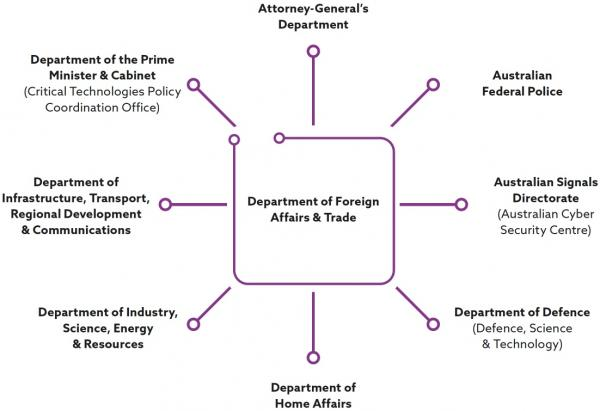 Attorney-General's
Department
Department of the Prime
Minister & Cabinet
(Critical Technologies Policy
Coordination Office)
Australian
Federal Police
Department of
Infrastructure, Transport,
Regional Development
& Communications
Department of Foreign
Affairs & Trade
Australian Signals
Directorate
(Australian Cyber
Security Centre)
Department of Industry,
Science, Energy
& Resources
Department of Defence
(Defence, Science
& Technology)
Department of
Home Affairs